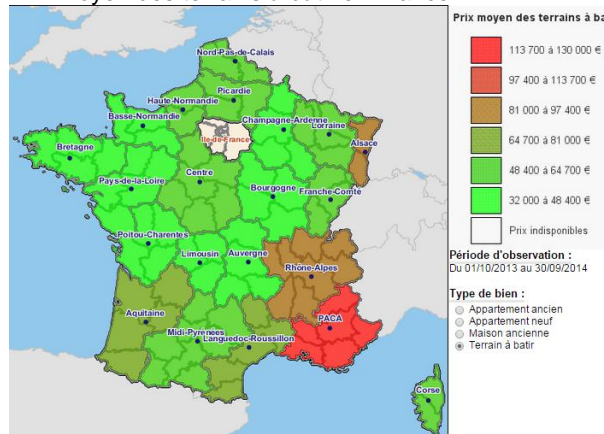 Nord-Pas-de-Calais
Picardie
Haute-Normandie
Basse-Normandie
Champagne-Ardenne
Lorraine
Ile-de-France
Alsace
Bretagne
Pays-de-la-Loire
Centre
Bourgogne
Franche-Comté
Poitou-Charentes
Limousin
Auvergne
Rhône-Alpes
Aquitaine
Midi-Pyrénées
Languedoc-Roussillon
PACA
Corse
Prix moyen des terrains à ba
113 700 à 130 000 €
97 400 à 113 700 €
81 000 à 97 400 €
64 700 à 81 000 €
48 400 à 64 700 €
32 000 à 48 400 €
Prix indisponibles
Période d'observation :
Du 01/10/2013 au 30/09/2014
Type de bien :
Appartement ancien
Appartement neuf
Maison ancienne
Terrain à batir